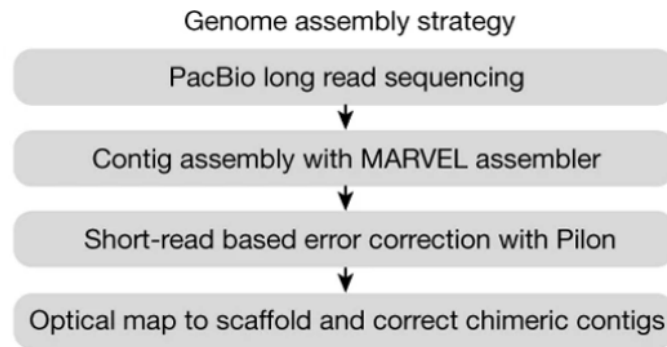 Genome assembly strategy
PacBio long read sequencing
Contig assembly with MARVEL assembler
Short-read based error correction with Pilon
Optical map to scaffold and correct chimeric contigs